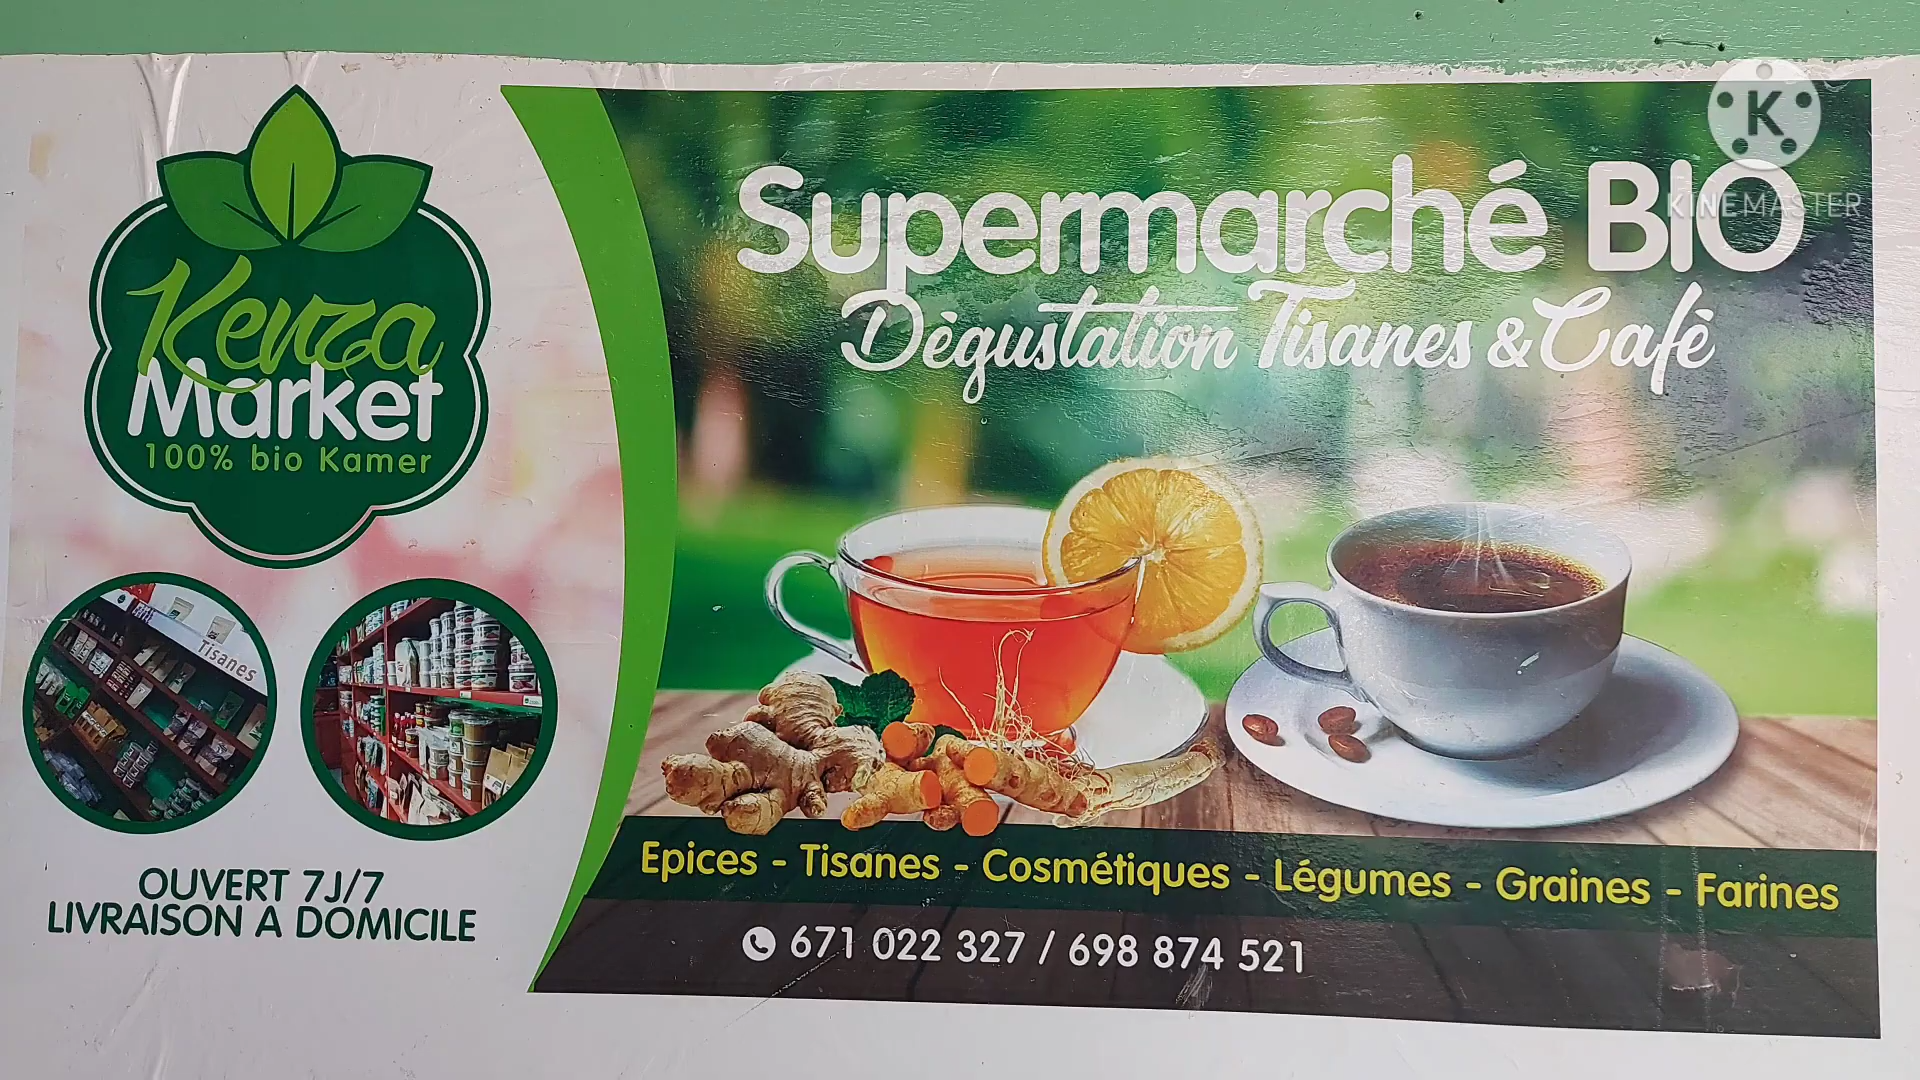 Kenza
Market
100% bio Kamer
Tisanes
OUVERT 7J/7
LIVRAISON A DOMICILE
Supermarché BIO
Dègustation Tisanes & Cafè
Epices - Tisanes - Cosmétiques - Légumes - Graines - Farines
671 022 327 / 698 874 521
K
KINEMASTER